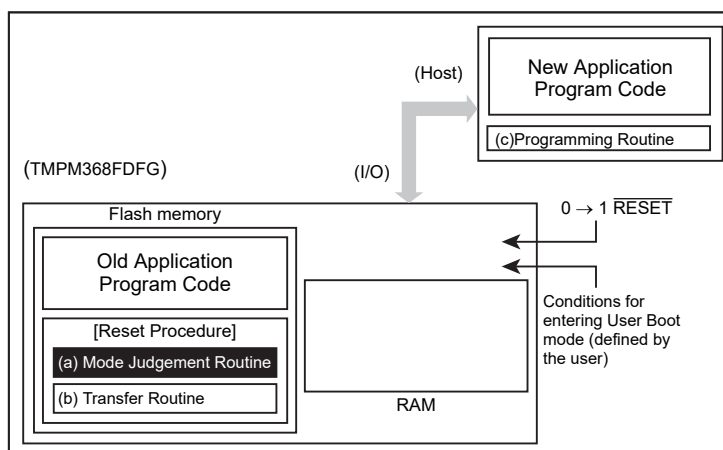 (Host)
New Application
Program Code
(c)Programming Routine
(TMPM368FDFG)
(I/O)
Flash memory
0 → 1 RESET
Old Application
Program Code
[Reset Procedure]
(a) Mode Judgement Routine
(b) Transfer Routine
RAM
Conditions for
entering User Boot
mode (defined by
the user)